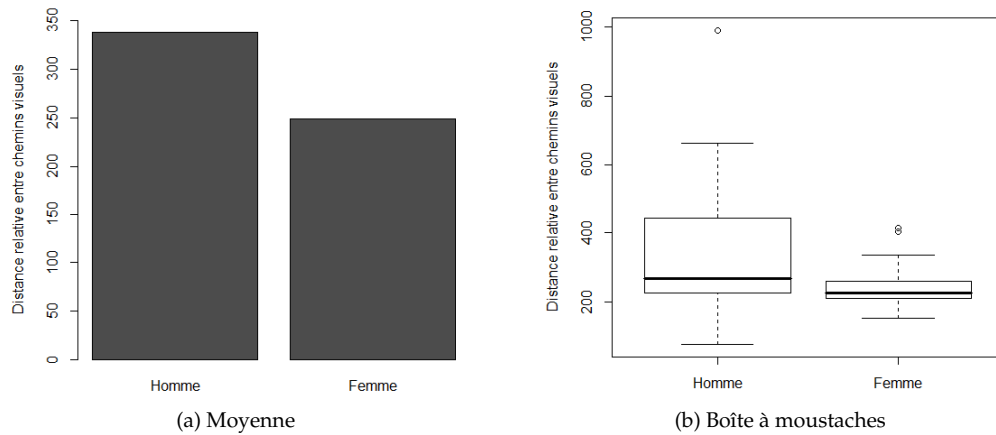 Distance relative entre chemins visuels
350
300
250
200
150
100
50
0
Homme
Femme
(a) Moyenne
Distance relative entre chemins visuels
1000
800
600
400
200
Homme
Femme
(b) Boîte à moustaches